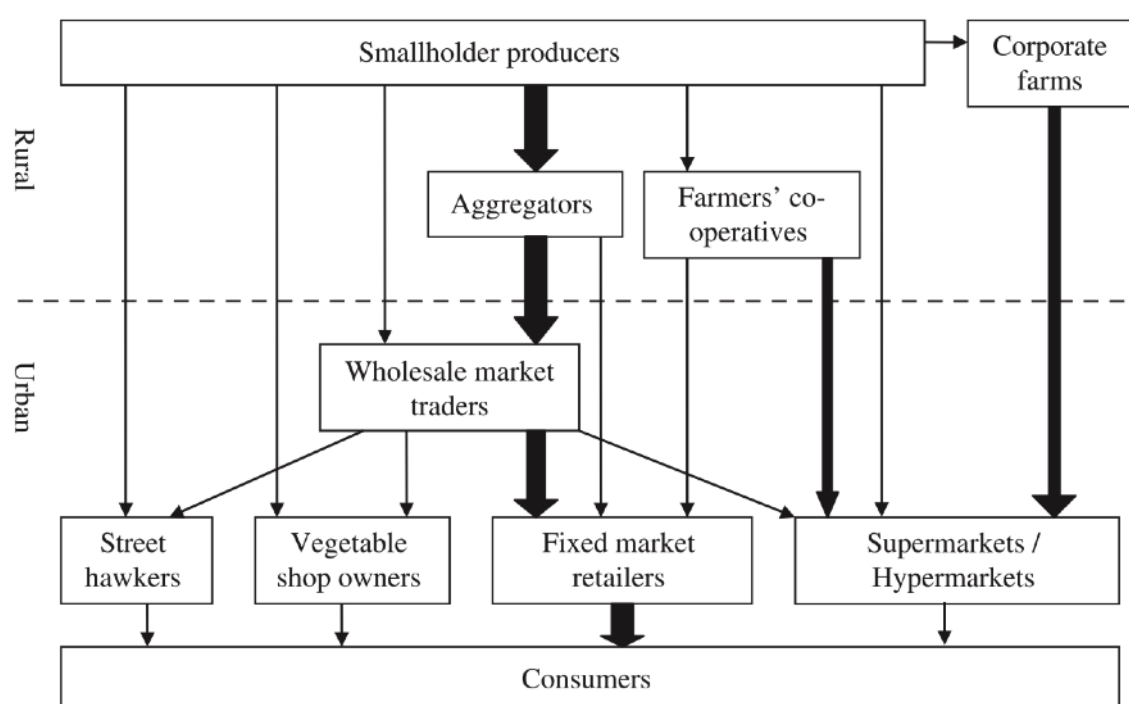 Smallholder producers
Corporate
farms
Rural
Aggregators
Farmers’ co-
operatives
Urban
Wholesale market
traders
Street
hawkers
Vegetable
shop owners
Fixed market
retailers
Supermarkets /
Hypermarkets
Consumers